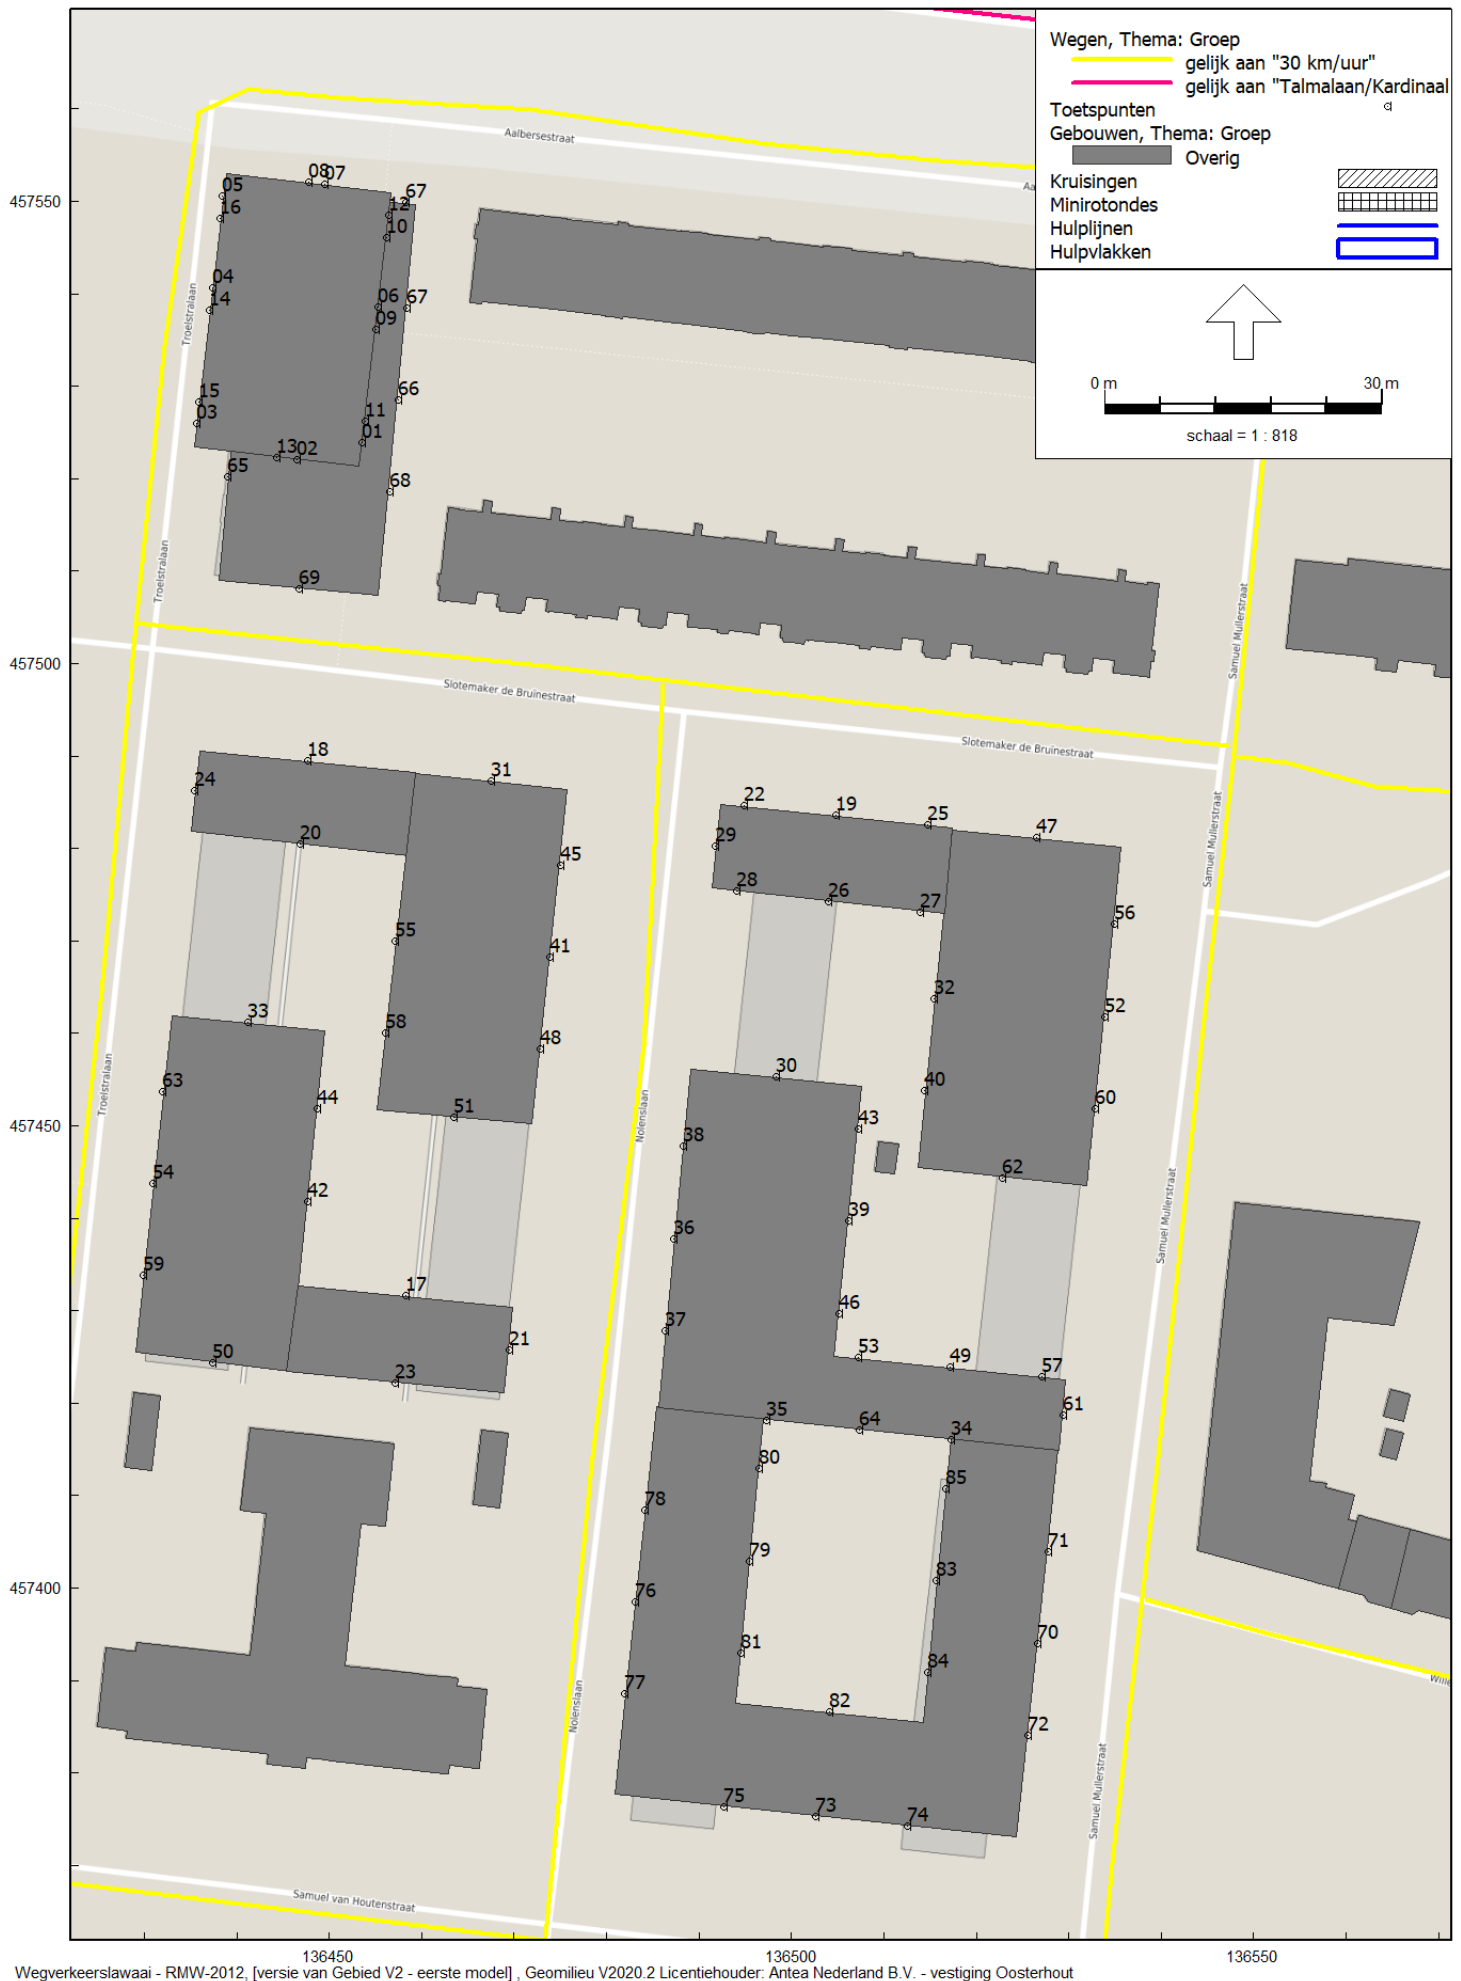 Wegen, Thema: Groep
gelijk aan "30 km/uur"
gelijk aan "Talmalaan/Kardinaal
Toetspunten
Gebouwen, Thema: Groep
Overig
Kruisingen
Minirotondes
Hulplijnen
Hulpvlakken
0 m 30 m
schaal = 1 : 818
Aalbersestraat
Aa
08 07
05 67
12
16
10
457550
04
14
06 67
09
Troelstralaan
15 66
03
11
01
13 02
65
68
69
Troelstralaan
Samuel Mullerstraat
457500
Slotemaker de Bruinestraat
Slotemaker de Bruinestraat
18
31
24
20
45
22
19
25
47
29
28
26
27
Samuel Mullerstraat
55
41
56
32
52
33
58
48
30
40
60
Troelstralaan
63
44
51
43
457450
Nolenslaan
38
62
54
42
39
36
Samuel Mullerstraat
59
17
46
37
21
53
49
57
50
23
61
35
64
34
80
85
78
71
79
83
457400
76
70
81
84
77
82
72
Nolenslaan
Wille
75
73
74
Samuel Mullerstraat
Samuel van Houtenstraat
136450 136500 136550
Wegverkeerslawaai - RMW-2012, [versie van Gebied V2 - eerste model] , Geomilieu V2020.2 Licentiehouder: Antea Nederland B.V. - vestiging Oosterhout